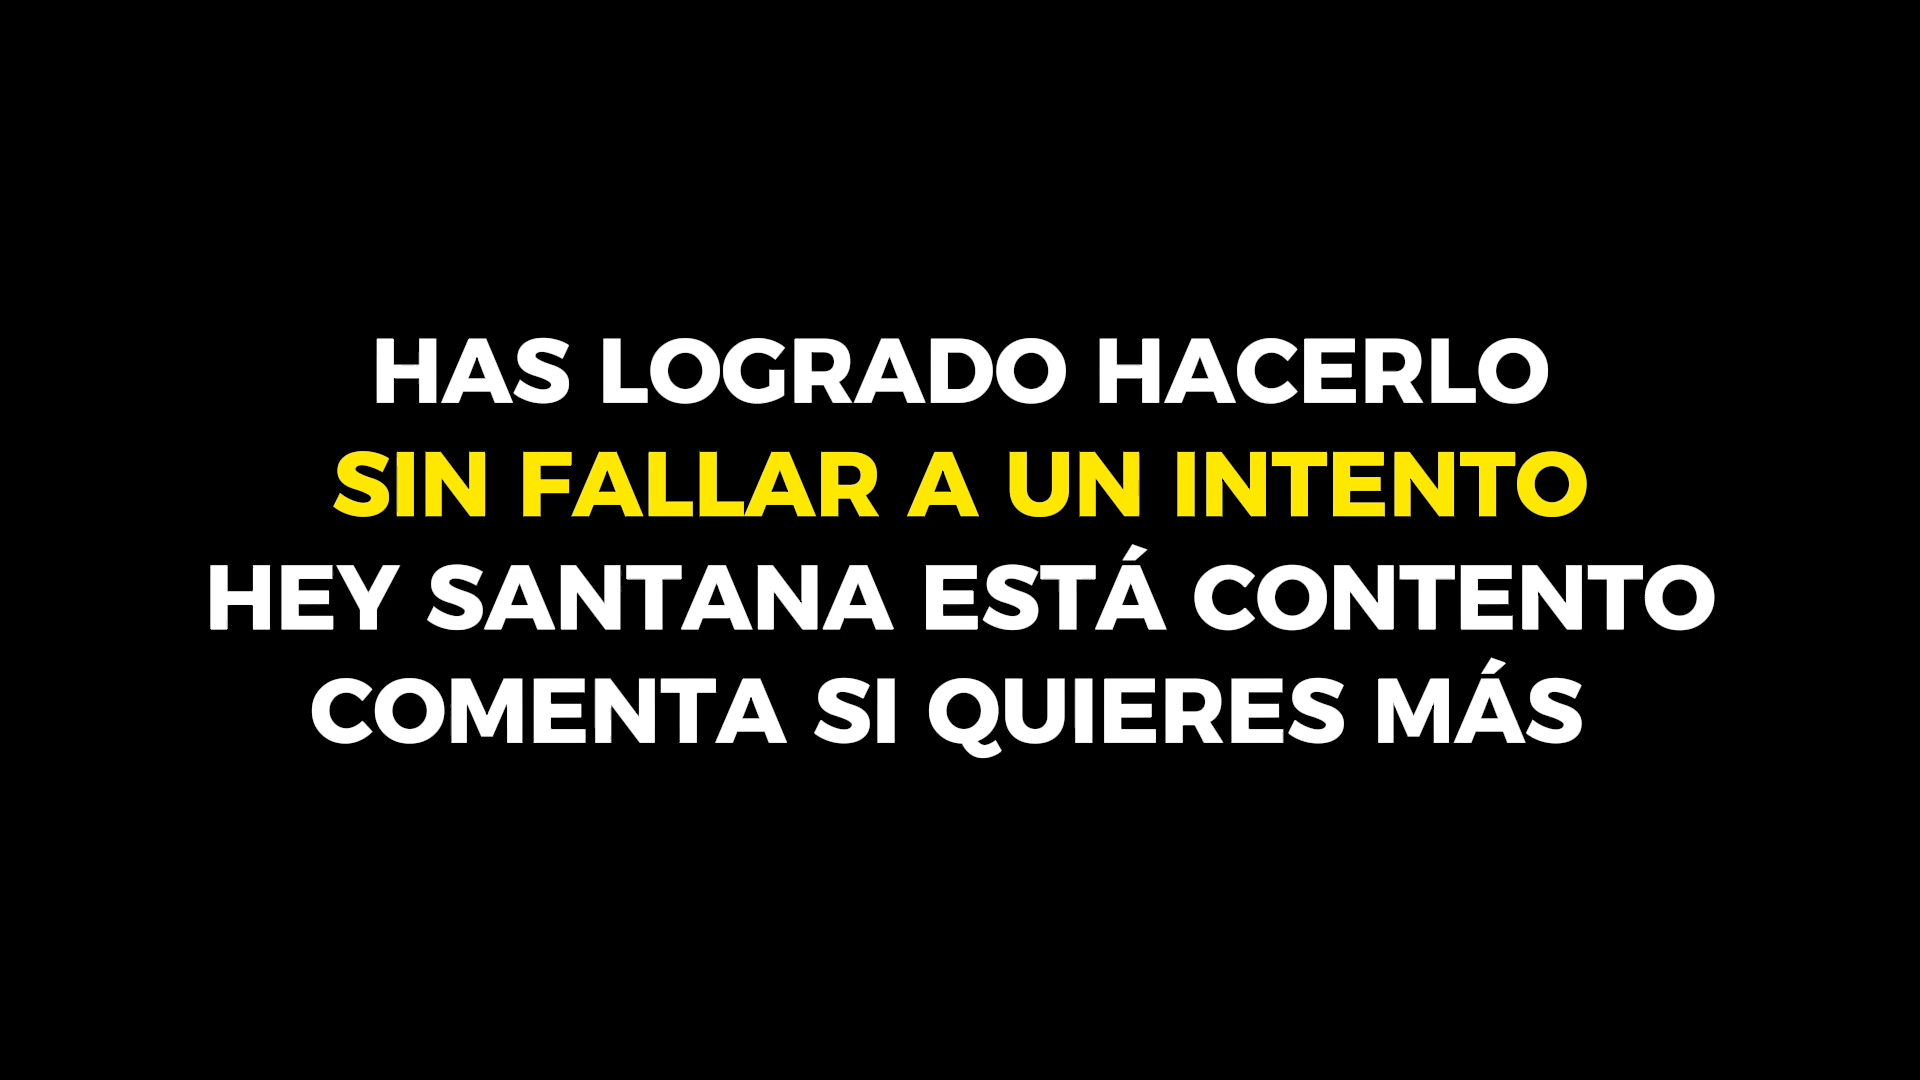 HAS LOGRADO HACERLO
SIN FALLAR A UN INTENTO
HEY SANTANA ESTÁ CONTENTO
COMENTA SI QUIERES MÁS